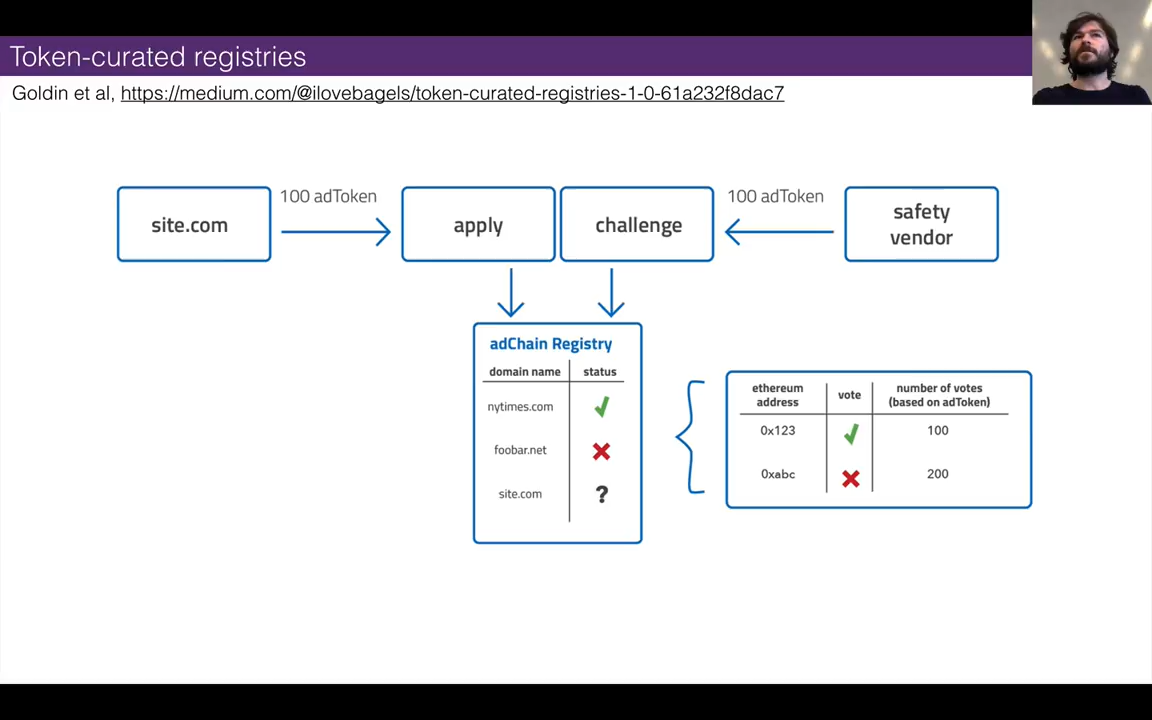 Token-curated registries
Goldin et al, https://medium.com/@ilovebagels/token-curated-registries-1-0-61a232f8dac7
site.com
100 adToken
apply
challenge
100 adToken
safety
vendor
adChain Registry
domain name status
nytimes.com
foobar.net
site.com ?
ethereum
address
vote
number of votes
(based on adToken)
0x123 100
0xabc 200